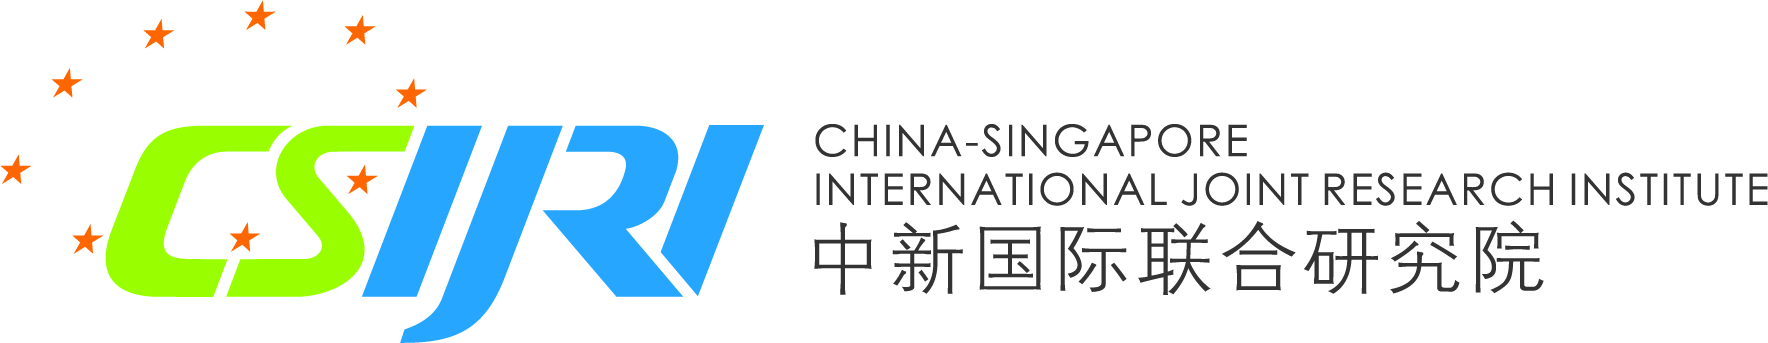 CSIJRI
CHINA-SINGAPORE
INTERNATIONAL JOINT RESEARCH INSTITUTE
中新国际联合研究院